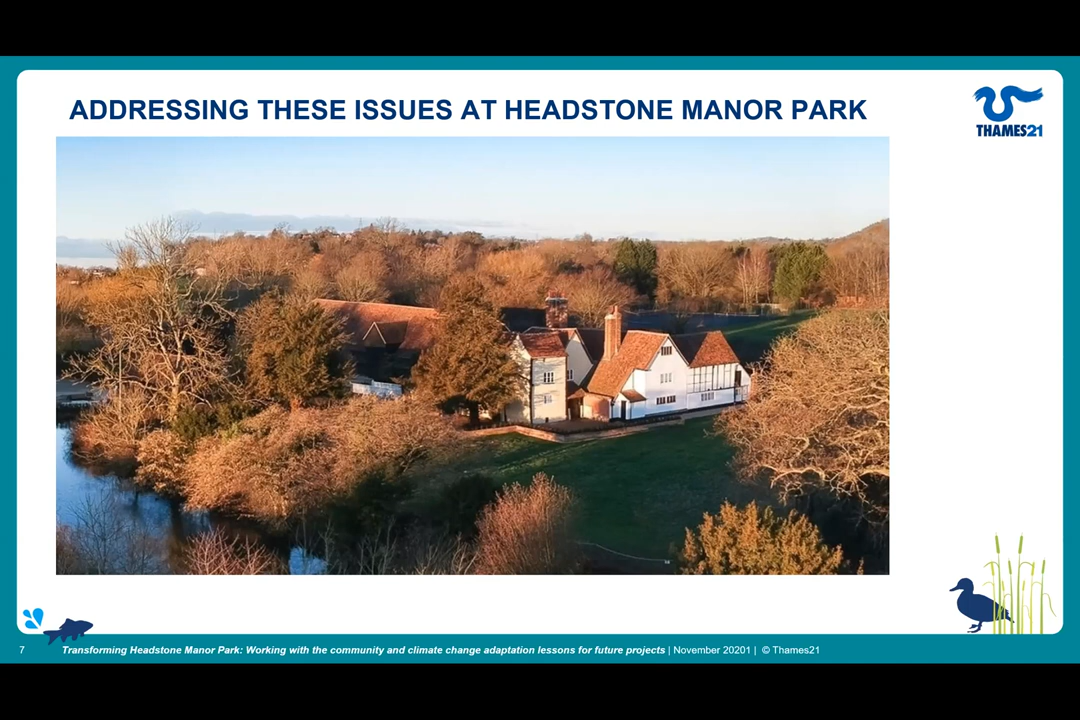 ADDRESSING THESE ISSUES AT HEADSTONE MANOR PARK
THAMES21
7 Transforming Headstone Manor Park: Working with the community and climate change adaptation lessons for future projects | November 20201 | © Thames21